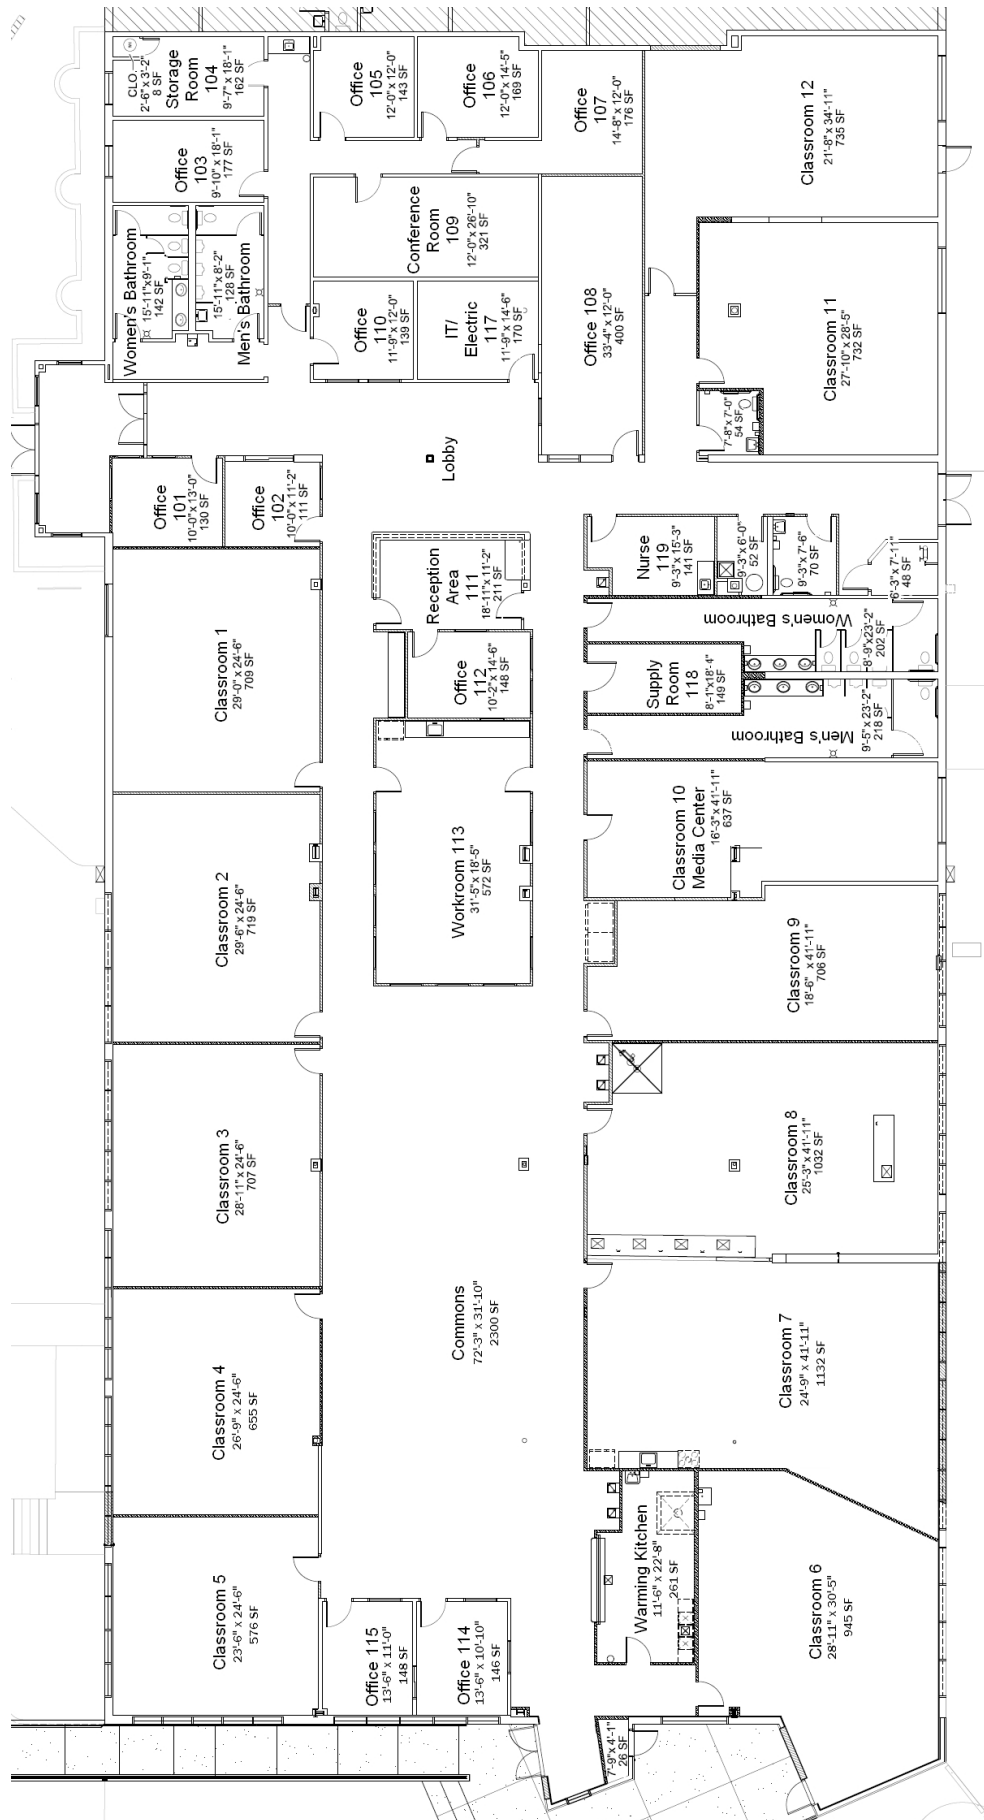 CLO.
2'-6" x 3'-2"
8 SF
Storage
Room
104
9'-7" x 18'-1"
162 SF
Office
105
12'-0" x 12'-0"
143 SF
Office
106
12'-0" x 14'-5"
169 SF
Office
107
14'-8" x 12'-0"
176 SF
Classroom 12
21'-8" x 34'-11"
735 SF
Office
103
9'-10" x 18'-1"
177 SF
Women's Bathroom
15'-11"x9'-1"
142 SF
15'-11" x 8'-2"
128 SF
Men's Bathroom
Conference
Room
109
12'-0" x 26'-10"
321 SF
Office
110
11'-9" x 12'-0"
139 SF
IT/
Electric
117
11'-9" x 14'-6"
170 SF
Office 108
33'-4" x 12'-0"
400 SF
Classroom 11
27'-10" x 28'-5"
732 SF
7'-8" x 7'-0"
54 SF
Lobby
Office
101
10'-0" x 13'-0"
130 SF
Office
102
10'-0" x 11'-2"
111 SF
Reception
Area
111
18'-11" x 11'-2"
211 SF
Nurse
119
9'-3" x 15'-3"
141 SF
9'-3" x 6'-0"
52 SF
9'-3" x 7'-6"
70 SF
6'-3" x 7'-11"
48 SF
Classroom 1
29'-0" x 24'-6"
709 SF
Office
112
10'-2" x 14'-6"
148 SF
Women's Bathroom
8'-9"x23'-2"
202 SF
Supply
Room
118
8'-1"x18'-4"
149 SF
Men's Bathroom
9'-5" x 23'-2"
218 SF
Classroom 2
29'-6" x 24'-6"
719 SF
Workroom 113
31'-5" x 18'-5"
572 SF
Classroom 10
Media Center
16'-3" x 41'-11"
637 SF
Classroom 9
18'-6" x 41'-11"
706 SF
Classroom 3
28'-11" x 24'-6"
707 SF
Classroom 8
25'-3" x 41'-11"
1032 SF
Commons
72'-3" x 31'-10"
2300 SF
Classroom 4
26'-9" x 24'-6"
655 SF
Classroom 7
24'-9" x 41'-11"
1132 SF
Classroom 5
23'-6" x 24'-6"
576 SF
Office 115
13'-6" x 11'-0"
148 SF
Office 114
13'-6" x 10'-10"
146 SF
Warming Kitchen
11'-6" x 22'-8"
261 SF
Classroom 6
28'-11" x 30'-5"
945 SF
7'-9" x 4'-1"
26 SF